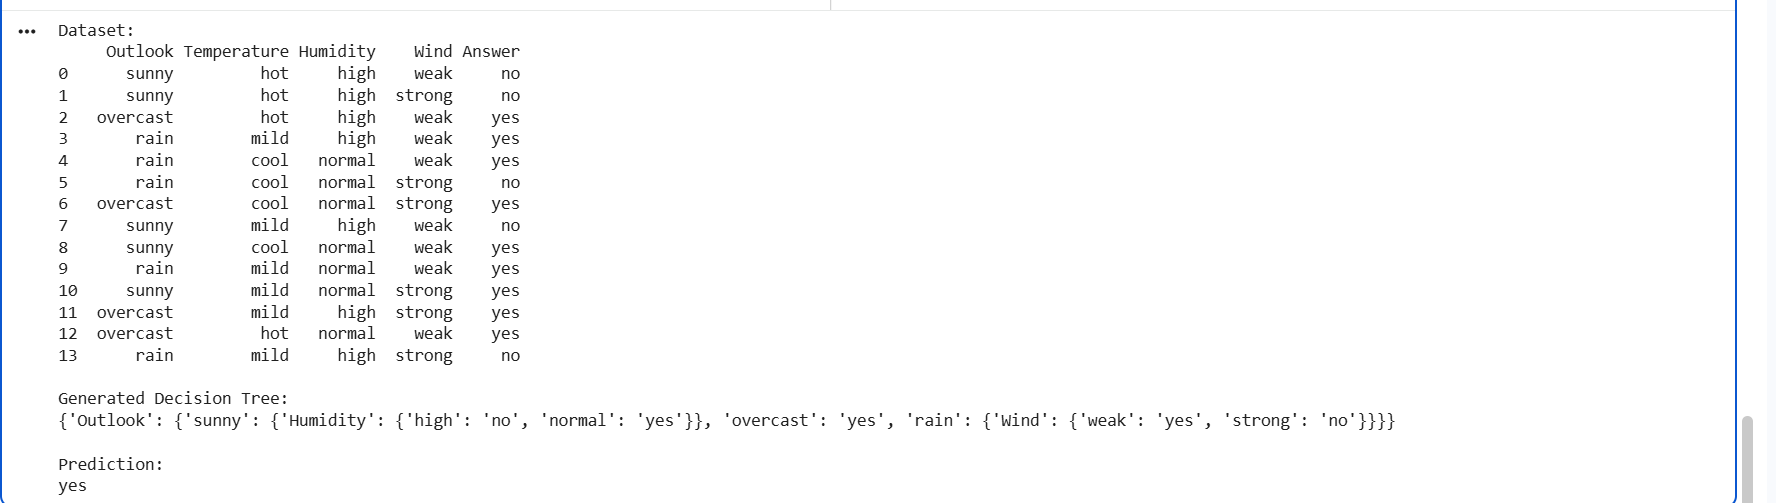 Dataset:
Outlook Temperature Humidity Wind Answer
0 sunny hot high weak no
1 sunny hot high strong no
2 overcast hot high weak yes
3 rain mild high weak yes
4 rain cool normal weak yes
5 rain cool normal strong no
6 overcast cool normal strong yes
7 sunny mild high weak no
8 sunny cool normal weak yes
9 rain mild normal weak yes
10 sunny mild normal strong yes
11 overcast mild high strong yes
12 overcast hot normal weak yes
13 rain mild high strong no
Generated Decision Tree:
{'Outlook': {'sunny': {'Humidity': {'high': 'no', 'normal': 'yes'}}, 'overcast': 'yes', 'rain': {'Wind': {'weak': 'yes', 'strong': 'no'}}}}
Prediction:
yes